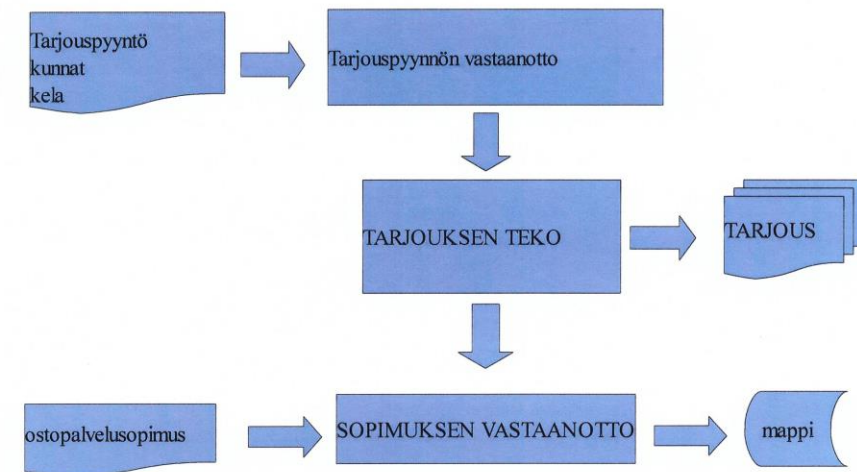 Tarjouspyyntö
kunnat
kela
Tarjouspyynnön vastaanotto
TARJOUKSEN TEKO
TARJOUS
ostopalvelusopimus
SOPIMUKSEN VASTAANOTTO
mappi